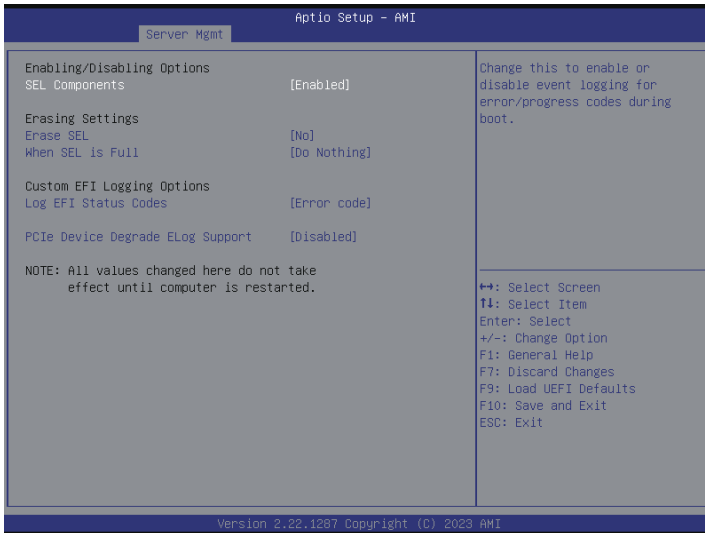 Aptio Setup – AMI
Server Mgmt
Enabling/Disabling Options
SEL Components [Enabled]
Erasing Settings
Erase SEL [No]
When SEL is Full [Do Nothing]
Custom EFI Logging Options
Log EFI Status Codes [Error code]
PCIe Device Degrade ELog Support [Disabled]
NOTE: All values changed here do not take
effect until computer is restarted.
Change this to enable or
disable event logging for
error/progress codes during
boot.
↔: Select Screen
↑↓: Select Item
Enter: Select
+/-: Change Option
F1: General Help
F7: Discard Changes
F9: Load UEFI Defaults
F10: Save and Exit
ESC: Exit
Version 2.22.1287 Copyright (C) 2023 AMI